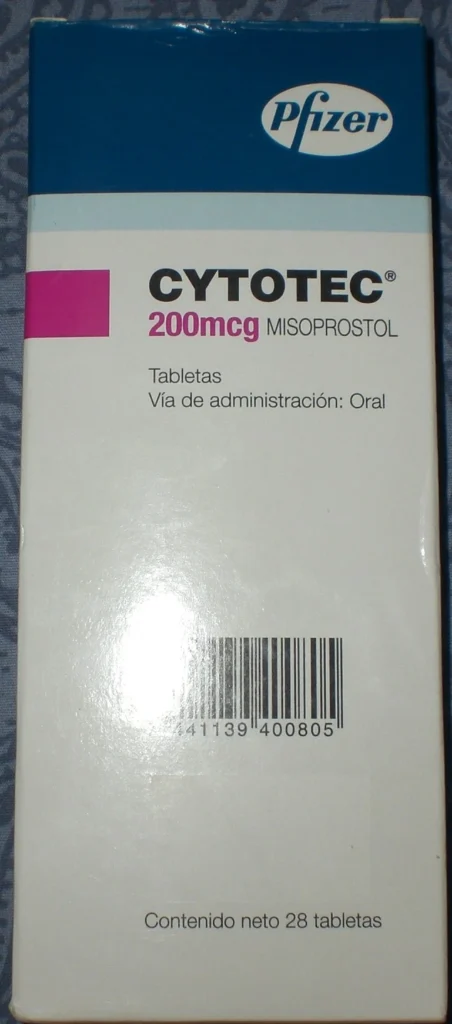 Pfizer
CYTOTEC®
200mcg MISOPROSTOL
Tabletas
Vía de administración: Oral
41139 400805
Contenido neto 28 tabletas